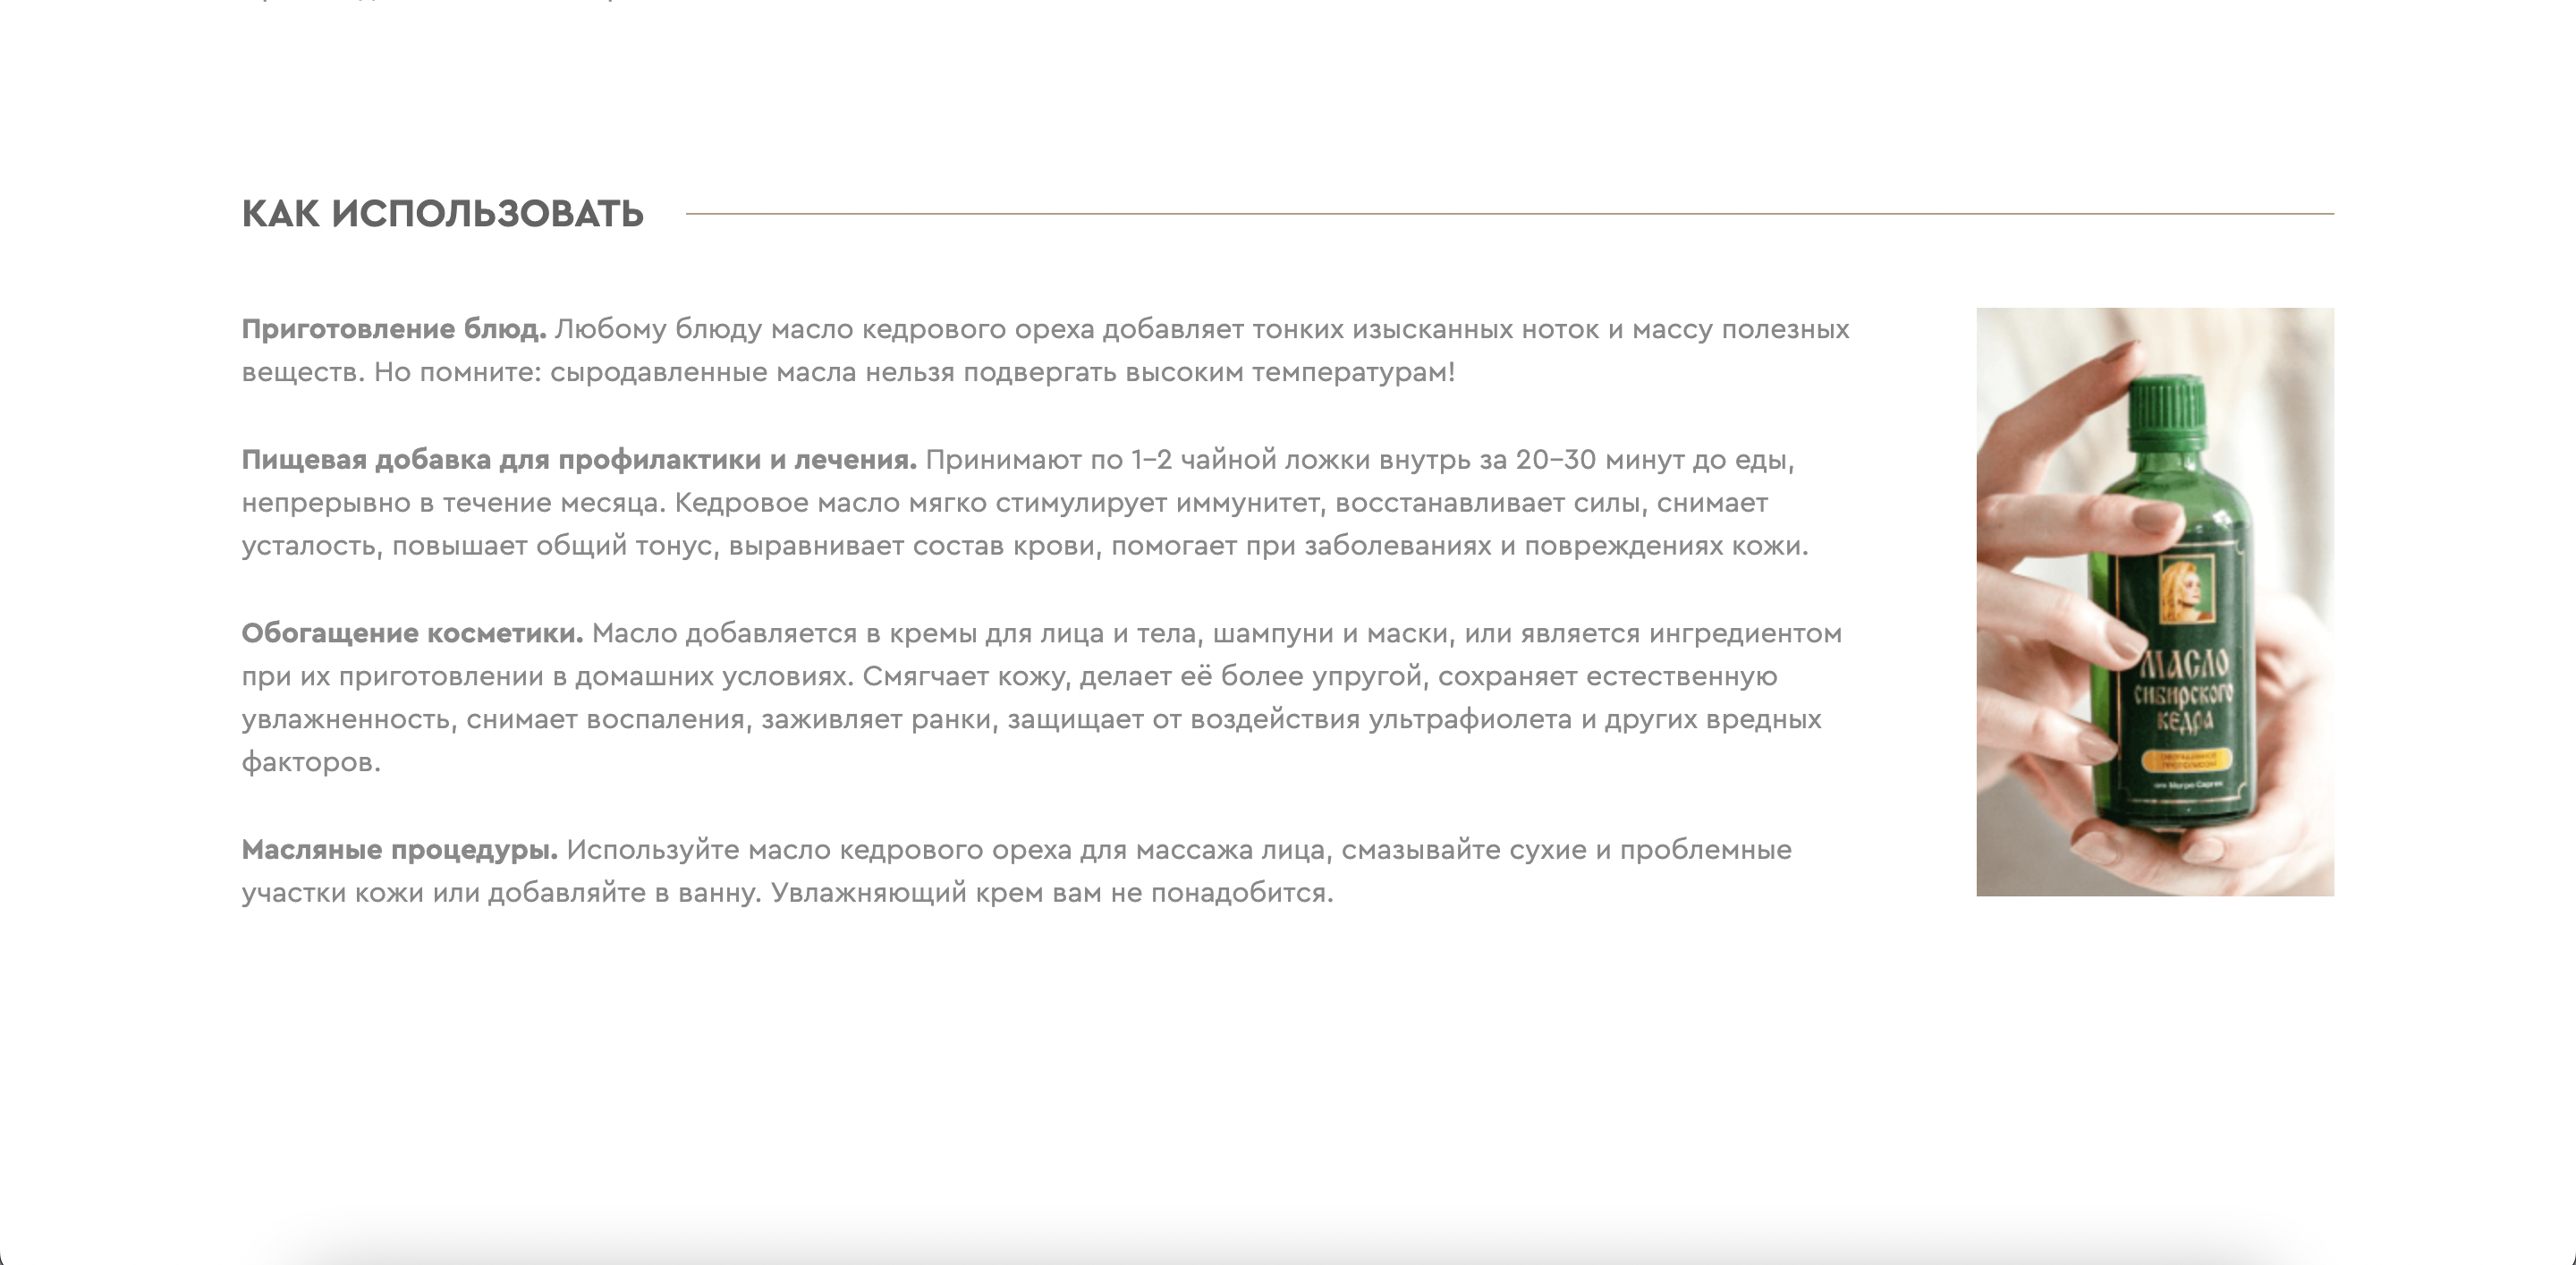 КАК ИСПОЛЬЗОВАТЬ
Приготовление блюд. Любому блюду масло кедрового ореха добавляет тонких изысканных ноток и массу полезных
веществ. Но помните: сыродавленные масла нельзя подвергать высоким температурам!
Пищевая добавка для профилактики и лечения. Принимают по 1–2 чайной ложки внутрь за 20–30 минут до еды,
непрерывно в течение месяца. Кедровое масло мягко стимулирует иммунитет, восстанавливает силы, снимает
усталость, повышает общий тонус, выравнивает состав крови, помогает при заболеваниях и повреждениях кожи.
Обогащение косметики. Масло добавляется в кремы для лица и тела, шампуни и маски, или является ингредиентом
при их приготовлении в домашних условиях. Смягчает кожу, делает её более упругой, сохраняет естественную
увлажненность, снимает воспаления, заживляет ранки, защищает от воздействия ультрафиолета и других вредных
факторов.
Масляные процедуры. Используйте масло кедрового ореха для массажа лица, смазывайте сухие и проблемные
участки кожи или добавляйте в ванну. Увлажняющий крем вам не понадобится.
МАСЛО
СИБИРСКОГО
КЕДРА